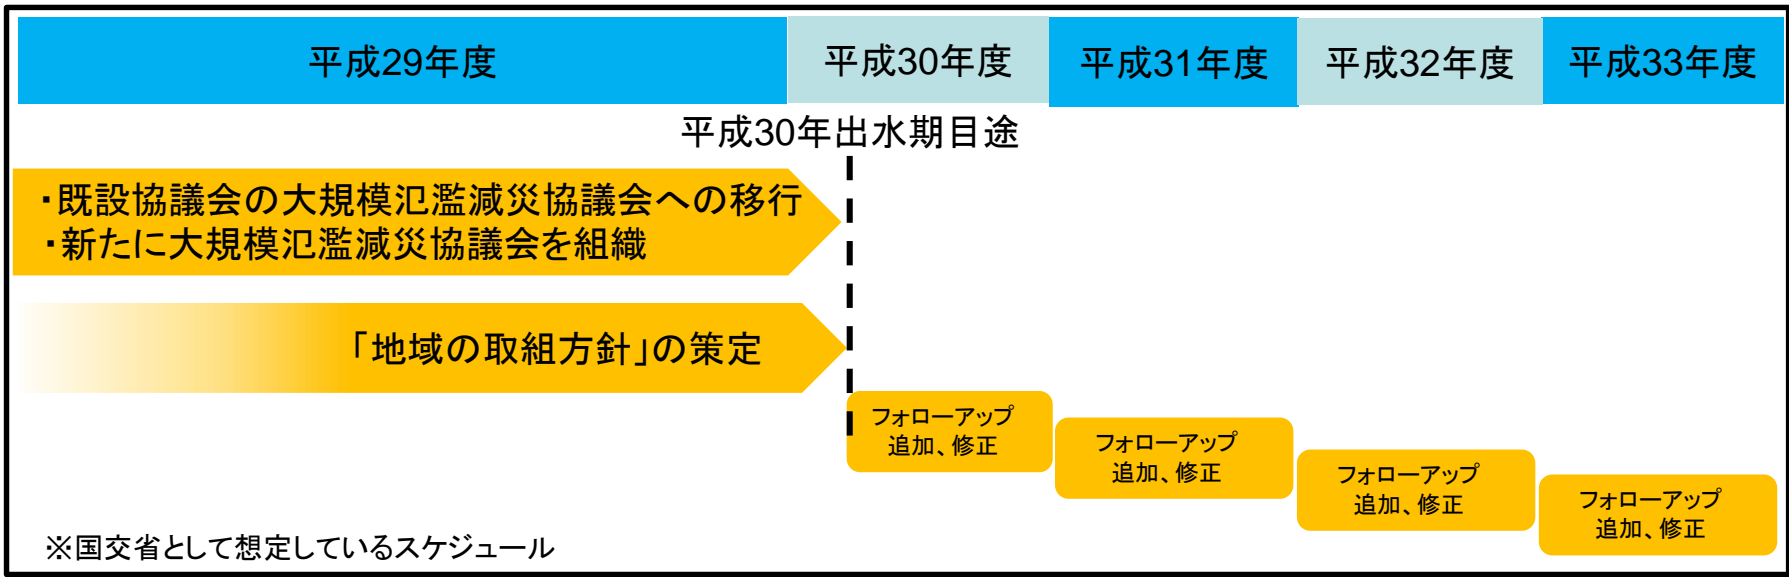 平成29年度
平成30年度
平成31年度
平成32年度
平成33年度
平成30年出水期目途
・既設協議会の大規模氾濫減災協議会への移行
・新たに大規模氾濫減災協議会を組織
「地域の取組方針」の策定
フォローアップ
追加、修正
フォローアップ
追加、修正
フォローアップ
追加、修正
フォローアップ
追加、修正
※国交省として想定しているスケジュール